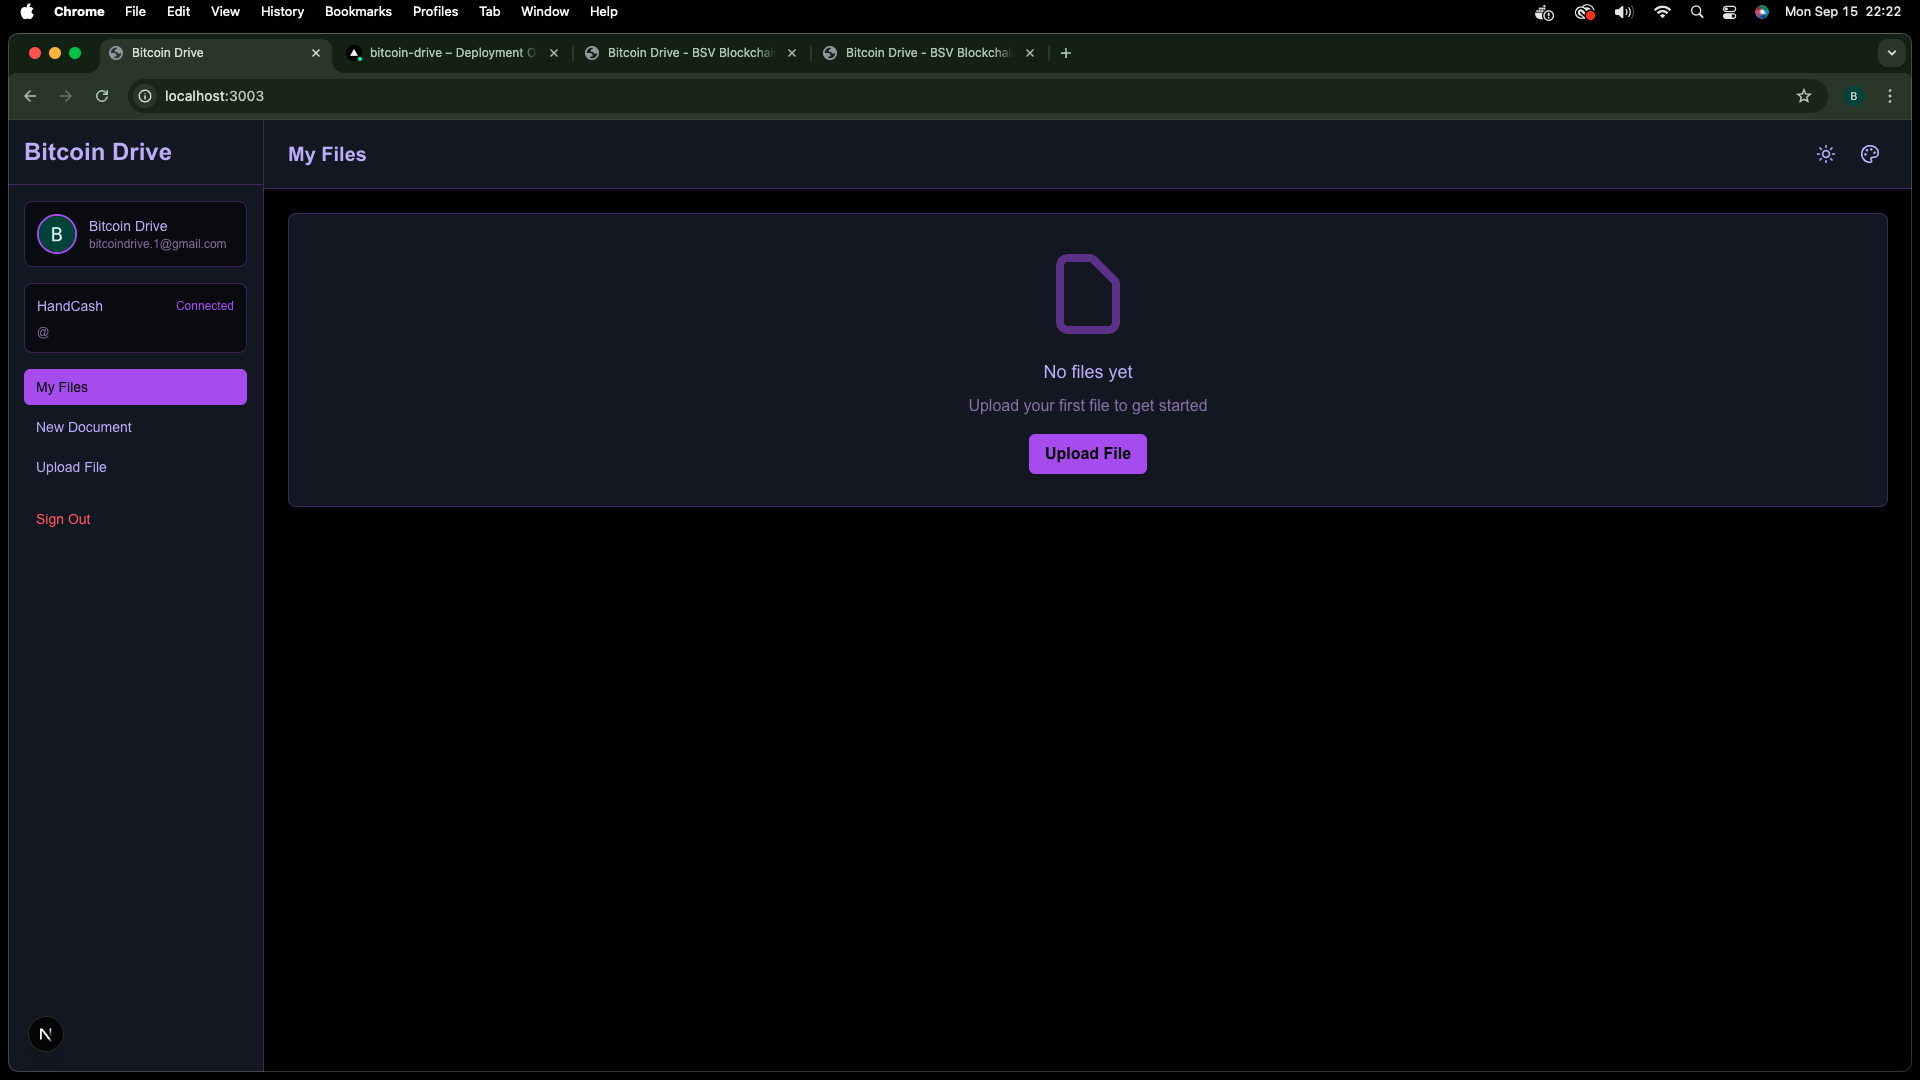 Chrome File Edit View History Bookmarks Profiles Tab Window Help Mon Sep 15 22:22
Bitcoin Drive
bitcoin-drive – Deployment O
Bitcoin Drive - BSV Blockchai
Bitcoin Drive - BSV Blockchai
localhost:3003
B
Bitcoin Drive
My Files
B
Bitcoin Drive
bitcoindrive.1@gmail.com
HandCash Connected
@
My Files
New Document
Upload File
Sign Out
No files yet
Upload your first file to get started
Upload File
N